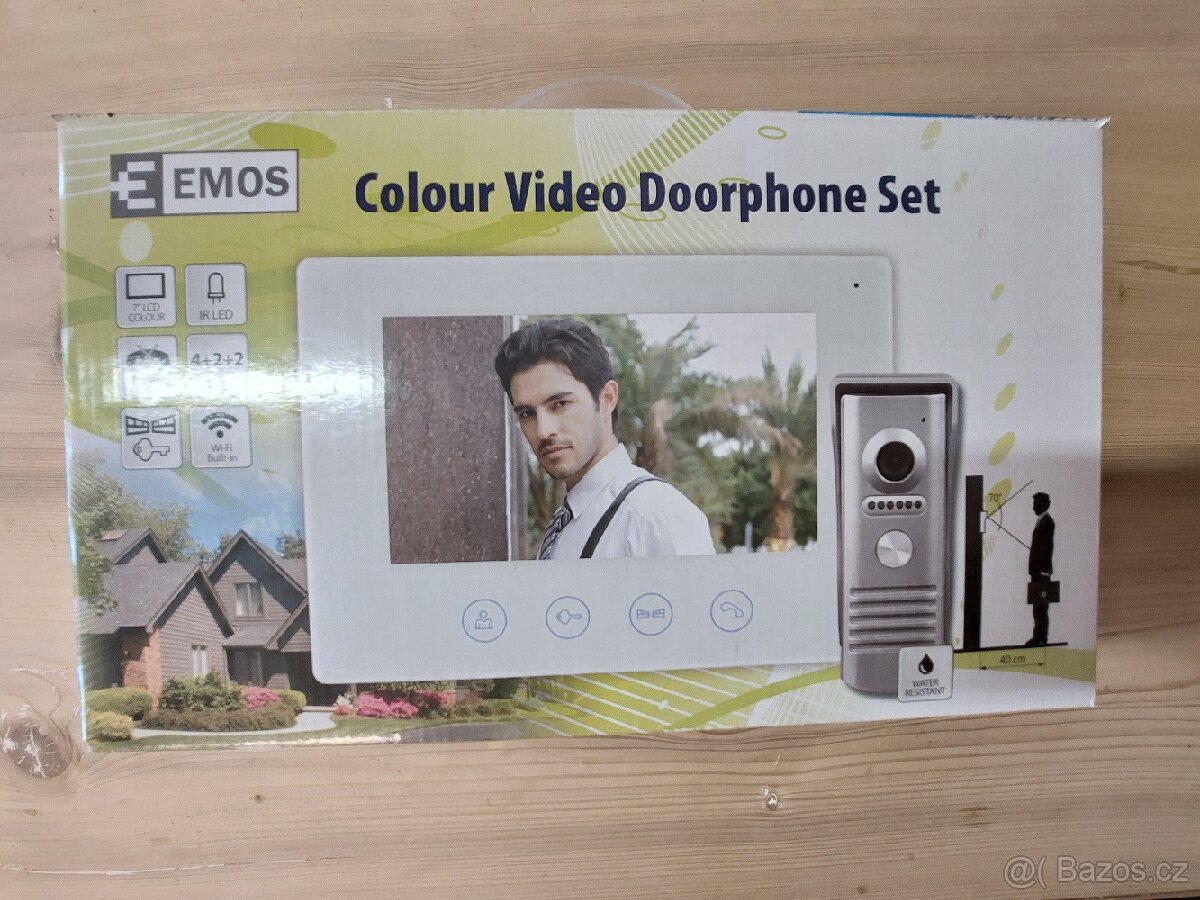 EMOS
Colour Video Doorphone Set
7" LCD
COLOUR
IR LED
4+2+2
Wi-Fi
Built-in
70°
40 cm
WATER
RESISTANT
@( Bazos.cz